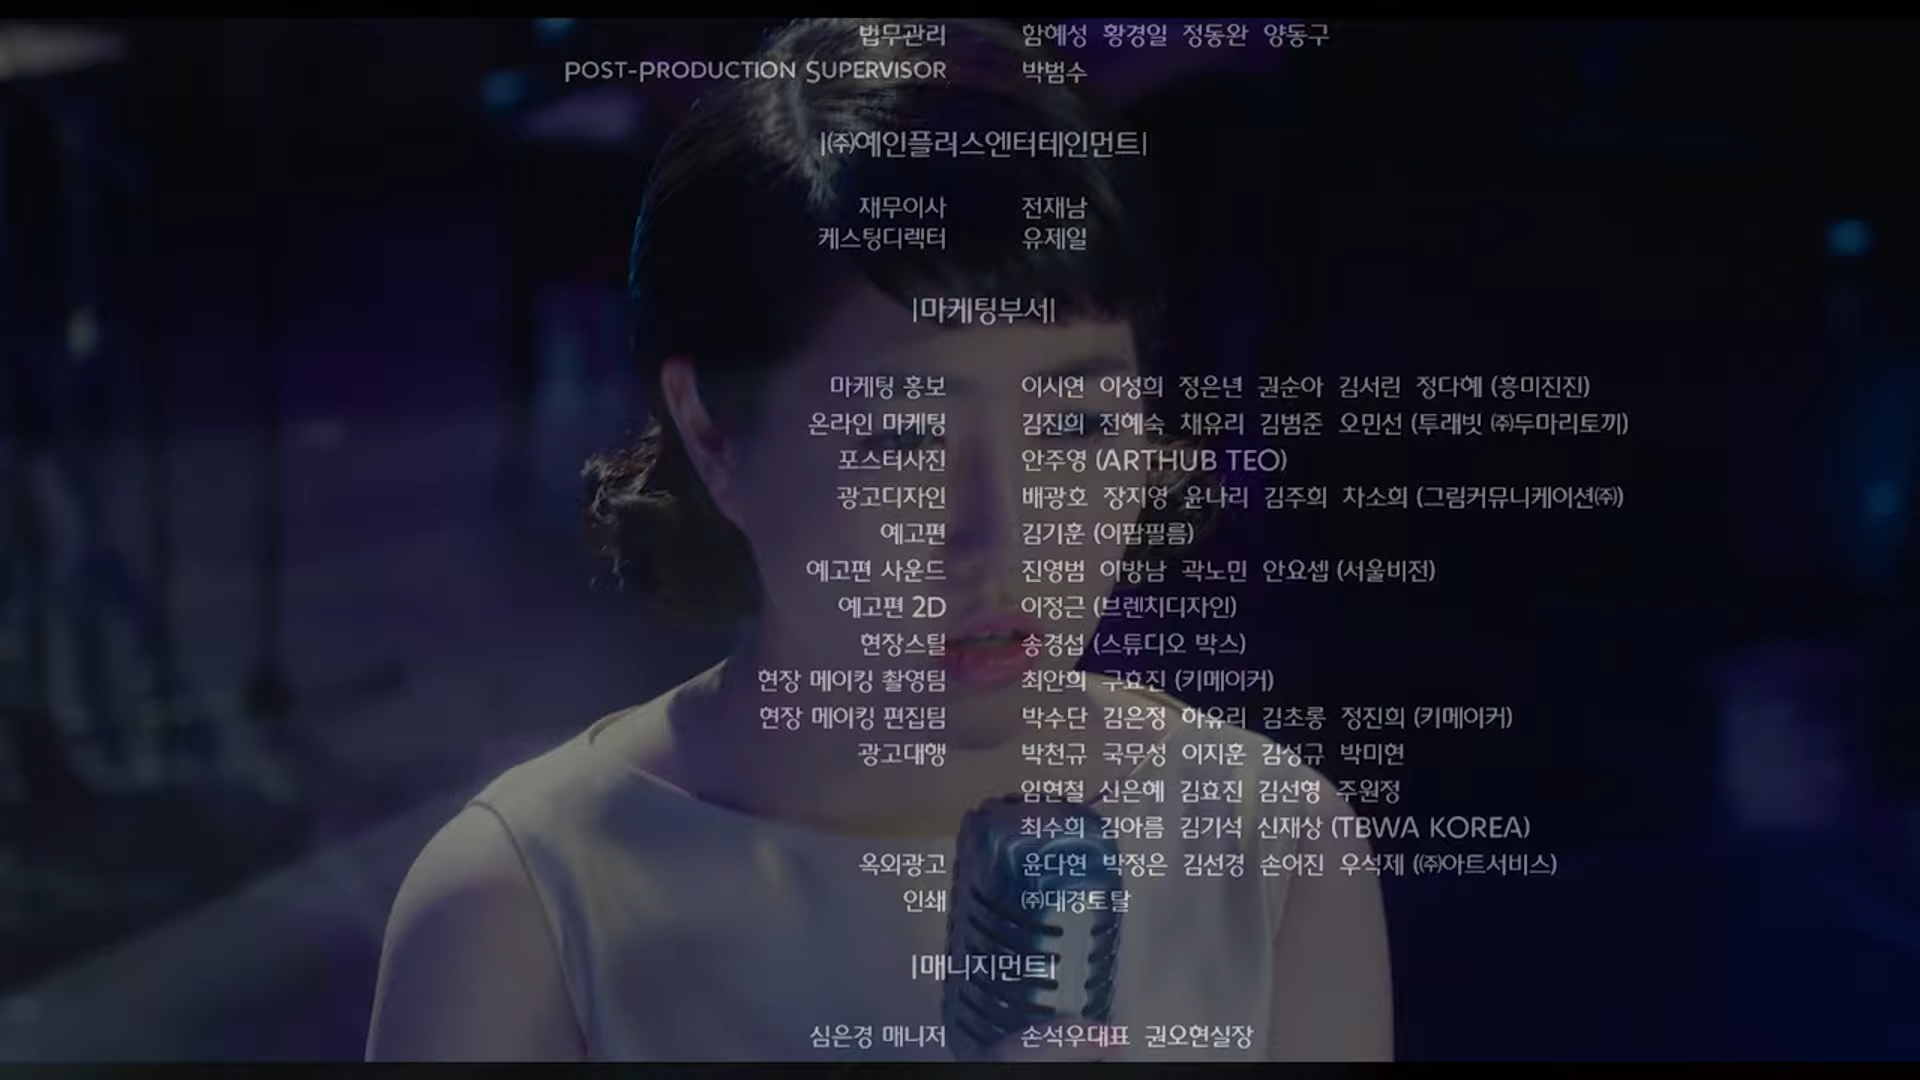 법무관리 함혜성 황경일 정동완 양동구
POST-PRODUCTION SUPERVISOR 박범수
|㈜예인플러스엔터테인먼트|
재무이사 전재남
케스팅디렉터 유제일
|마케팅부서|
마케팅 홍보 이시연 이성희 정은년 권순아 김서린 정다혜 (흥미진진)
온라인 마케팅 김진희 전혜숙 채유리 김범준 오민선 (투래빗 ㈜두마리토끼)
포스터사진 안주영 (ARTHUB TEO)
광고디자인 배광호 장지영 윤나리 김주희 차소희 (그림커뮤니케이션㈜)
예고편 김기훈 (이팝필름)
예고편 사운드 진영범 이방남 곽노민 안요셉 (서울비전)
예고편 2D 이정근 (브렌치디자인)
현장스틸 송경섭 (스튜디오 박스)
현장 메이킹 촬영팀 최안희 구효진 (키메이커)
현장 메이킹 편집팀 박수단 김은정 하유리 김초롱 정진희 (키메이커)
광고대행 박천규 국무성 이지훈 김성규 박미현
임현철 신은혜 김효진 김선형 주원정
최수희 김아름 김기석 신재상 (TBWA KOREA)
옥외광고 윤다현 박정은 김선경 손어진 우석제 (㈜아트서비스)
인쇄 ㈜대경토탈
|매니지먼트|
심은경 매니저 손석우대표 권오현실장